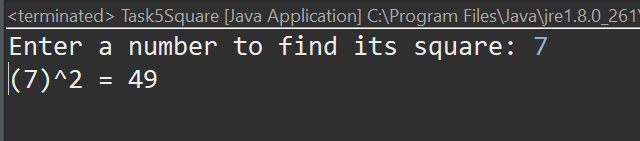 <terminated> Task5Square [Java Application] C:\Program Files\Java\jre1.8.0_261\
Enter a number to find its square: 7
(7)^2 = 49